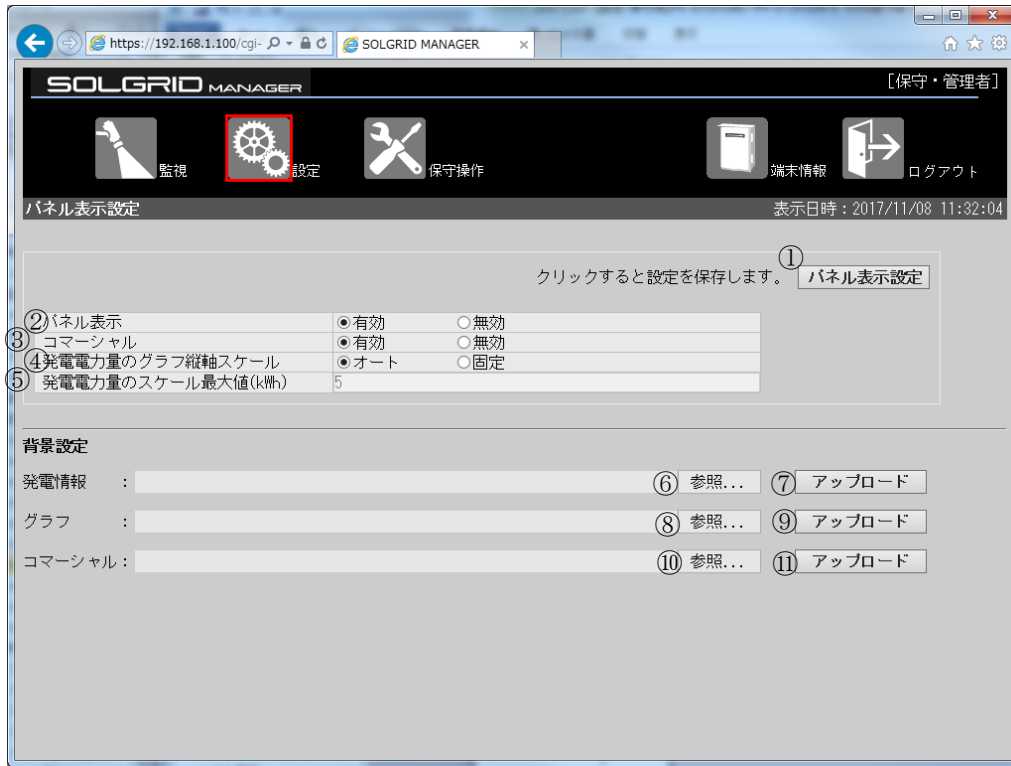 https://192.168.1.100/cgi-
SOLGRID MANAGER
SOLGRID MANAGER
[保守・管理者]
監視
設定
保守操作
端末情報
ログアウト
パネル表示設定
表示日時：2017/11/08 11:32:04
クリックすると設定を保存します。 ① パネル表示設定
② パネル表示 有効 無効
③ コマーシャル 有効 無効
④ 発電電力量のグラフ縦軸スケール オート 固定
⑤ 発電電力量のスケール最大値(kWh) 5
背景設定
発電情報 : ⑥ 参照... ⑦ アップロード
グラフ : ⑧ 参照... ⑨ アップロード
コマーシャル : ⑩ 参照... ⑪ アップロード